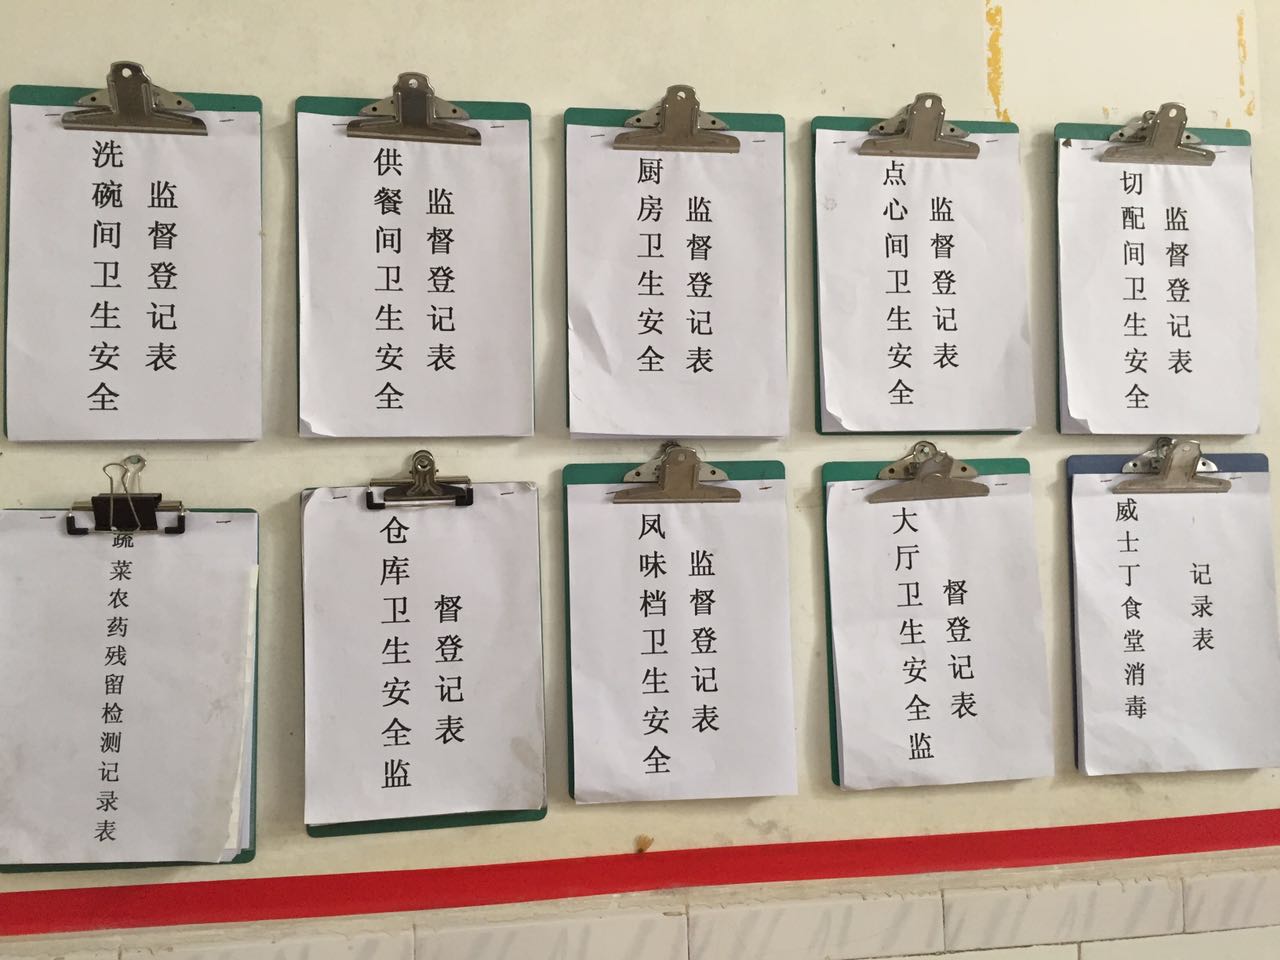 洗碗间卫生安全
监督登记表
供餐间卫生安全
监督登记表
厨房卫生安全
监督登记表
点心间卫生安全
监督登记表
切配间卫生安全
监督登记表
蔬菜农药残留检测记录表
仓库卫生安全监
督登记表
风味档卫生安全
监督登记表
大厅卫生安全监
督登记表
威士丁食堂消毒
记录表